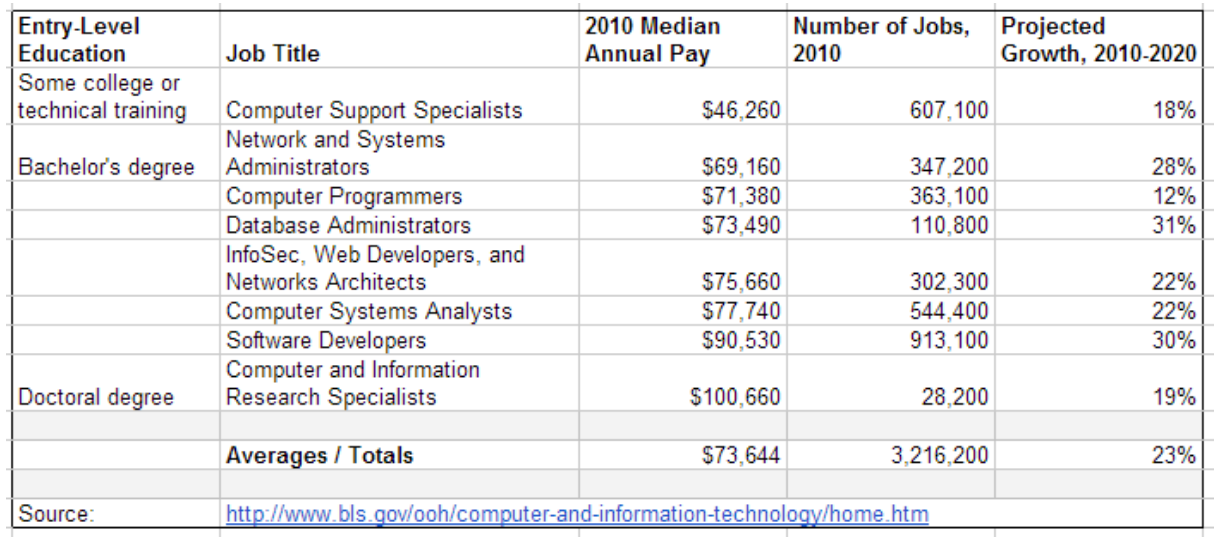 Entry-Level Education | Job Title | 2010 Median Annual Pay | Number of Jobs, 2010 | Projected Growth, 2010-2020
Some college or technical training | Computer Support Specialists | $46,260 | 607,100 | 18%
Bachelor's degree | Network and Systems Administrators | $69,160 | 347,200 | 28%
Computer Programmers | $71,380 | 363,100 | 12%
Database Administrators | $73,490 | 110,800 | 31%
InfoSec, Web Developers, and Networks Architects | $75,660 | 302,300 | 22%
Computer Systems Analysts | $77,740 | 544,400 | 22%
Software Developers | $90,530 | 913,100 | 30%
Doctoral degree | Computer and Information Research Specialists | $100,660 | 28,200 | 19%
Averages / Totals | $73,644 | 3,216,200 | 23%
Source: | http://www.bls.gov/ooh/computer-and-information-technology/home.htm